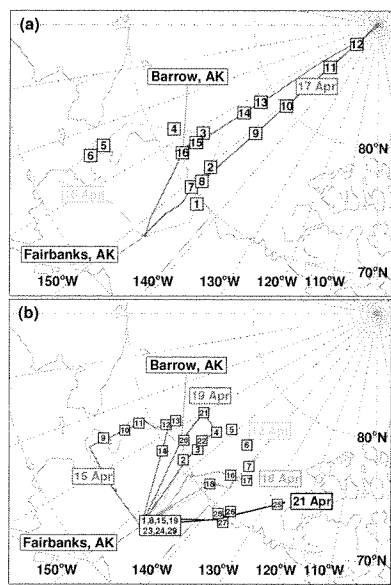 (a)
12
11
17 Apr
Barrow, AK
13
14
10
4
3
9
15
5
16
6
80°N
2
8
7
1
Fairbanks, AK
150°W
140°W
130°W
120°W
110°W
70°N
(b)
Barrow, AK
19 Apr
21
11
12
13
10
5
4
9
20
22
6
80°N
14
3
2
7
15 Apr
16
18 Apr
17
18
21 Apr
1,8,15,19
23,24,29
27
Fairbanks, AK
150°W
140°W
130°W
120°W
110°W
70°N